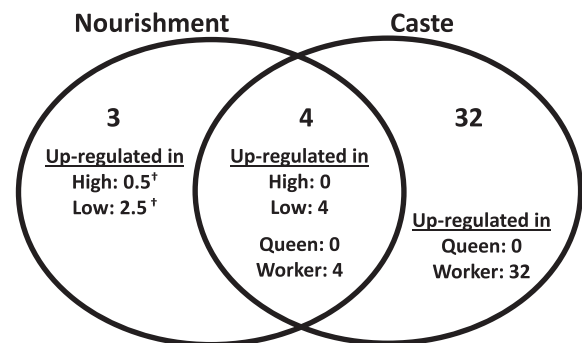 Nourishment
Caste
3
Up-regulated in
High: 0.5†
Low: 2.5 †
4
Up-regulated in
High: 0
Low: 4
Queen: 0
Worker: 4
32
Up-regulated in
Queen: 0
Worker: 32